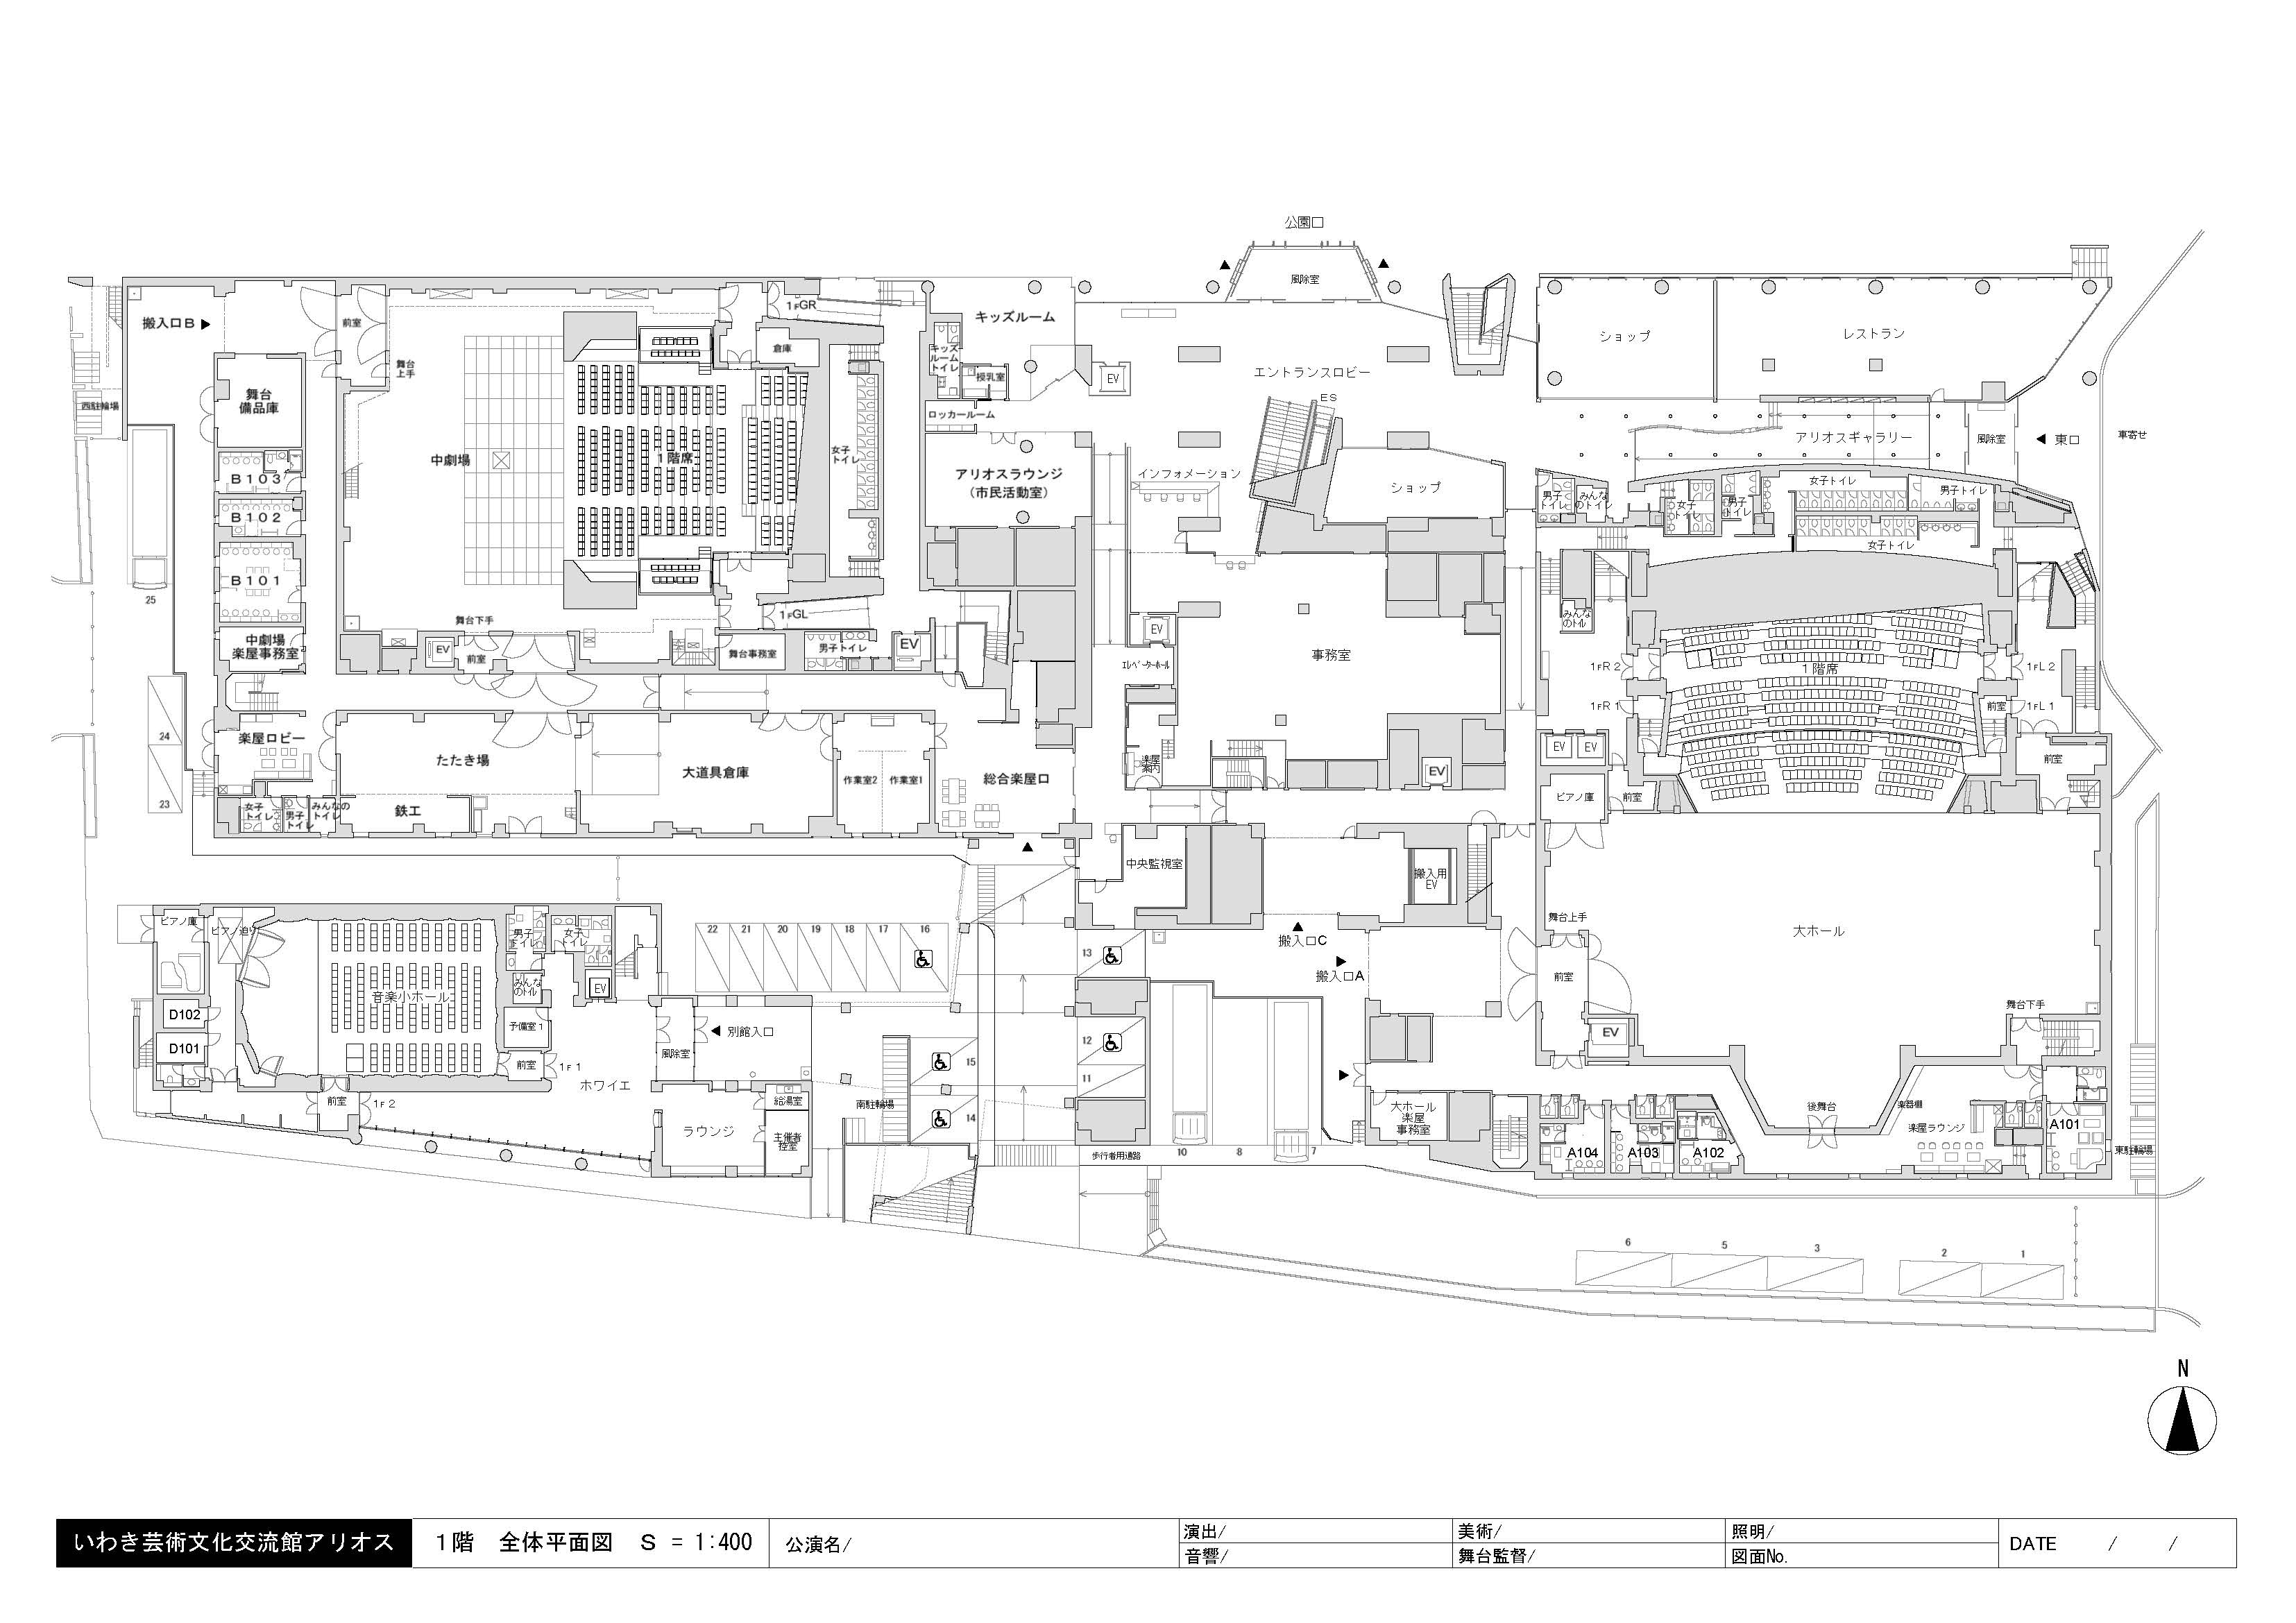 公園口
風除室
搬入口B
前室
舞台
上手
1FGR
倉庫
キッズルーム
キッズ
ルーム
トイレ
授乳室
ロッカールーム
EV
エントランスロビー
ES
ショップ
レストラン
西駐輪場
舞台
備品庫
B103
B102
B101
中劇場
楽屋事務室
中劇場
1階席
女子
トイレ
アリオスラウンジ
(市民活動室)
インフォメーション
ショップ
アリオスギャラリー
風除室
東口
車寄せ
男子
トイレ
みんな
のトイレ
女子
トイレ
男子
トイレ
女子トイレ
男子トイレ
女子トイレ
みんな
のトイレ
25
舞台下手
EV
前室
1FGL
舞台事務室
男子トイレ
EV
EV
エレベーターホール
事務室
1FR2
1FR1
1階席
1FL2
前室
1FL1
24
23
楽屋ロビー
女子
トイレ
男子
トイレ
みんなの
トイレ
たたき場
鉄工
大道具倉庫
作業室2
作業室1
総合楽屋口
楽屋
案内
EV
EV
EV
ピアノ庫
前室
前室
中央監視室
搬入用
EV
搬入口C
搬入口A
舞台上手
前室
大ホール
舞台下手
EV
ピアノ庫
ピアノ迫り
音楽小ホール
男子
トイレ
女子
トイレ
みんな
のトイレ
EV
予備室1
前室
1F1
D102
D101
前室
1F2
ホワイエ
風除室
別館入口
ラウンジ
給湯室
主催者
控室
22
21
20
19
18
17
16
15
14
13
12
11
南駐輪場
歩行者用通路
10
8
7
大ホール
楽屋
事務室
A104
A103
A102
後舞台
楽器棚
楽屋ラウンジ
A101
東駐輪場
6
5
3
2
1
N
いわき芸術文化交流館アリオス
1階 全体平面図 S = 1:400
公演名/
演出/
音響/
美術/
舞台監督/
照明/
図面No.
DATE / /